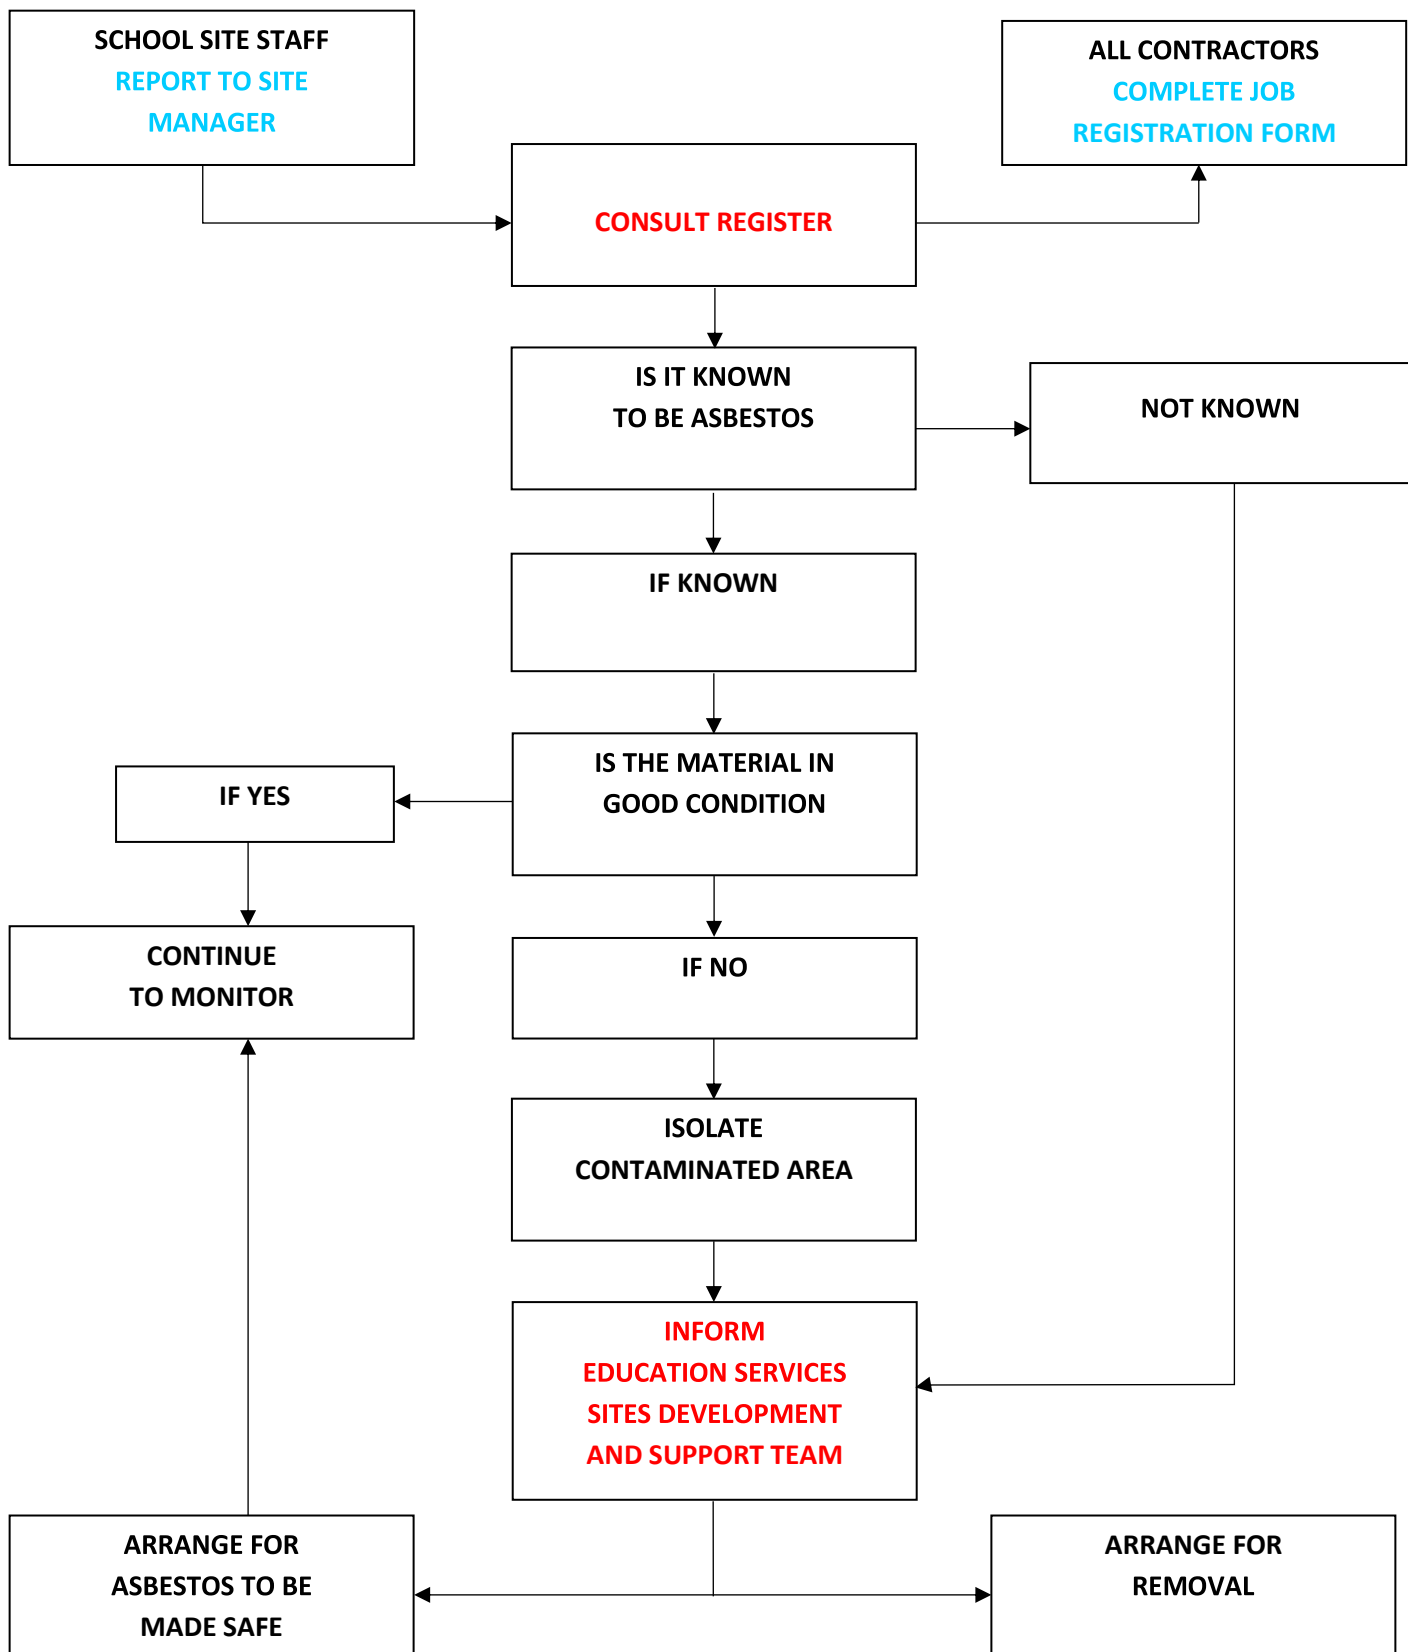 SCHOOL SITE STAFF
REPORT TO SITE
MANAGER
ALL CONTRACTORS
COMPLETE JOB
REGISTRATION FORM
CONSULT REGISTER
IS IT KNOWN
TO BE ASBESTOS
NOT KNOWN
IF KNOWN
IS THE MATERIAL IN
GOOD CONDITION
IF YES
CONTINUE
TO MONITOR
IF NO
ISOLATE
CONTAMINATED AREA
INFORM
EDUCATION SERVICES
SITES DEVELOPMENT
AND SUPPORT TEAM
ARRANGE FOR
ASBESTOS TO BE
MADE SAFE
ARRANGE FOR
REMOVAL